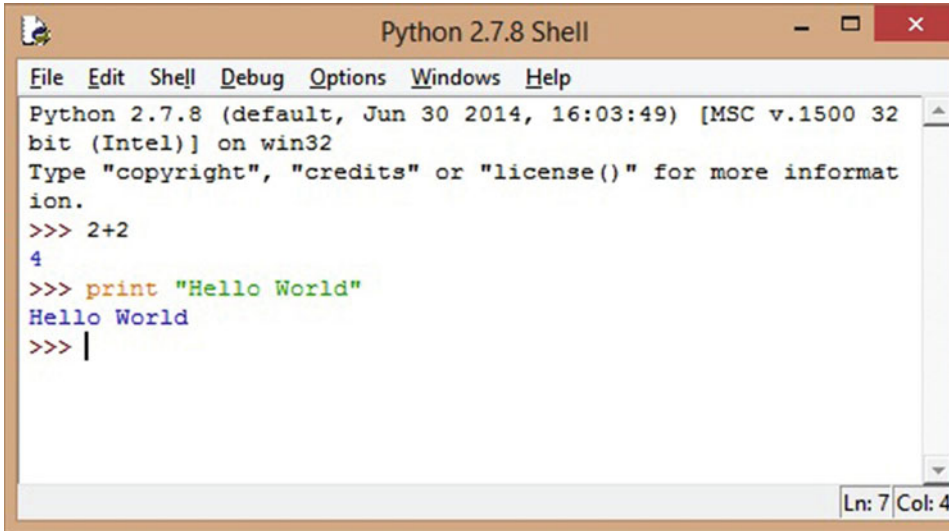 Python 2.7.8 Shell
File Edit Shell Debug Options Windows Help
Python 2.7.8 (default, Jun 30 2014, 16:03:49) [MSC v.1500 32
bit (Intel)] on win32
Type "copyright", "credits" or "license()" for more informat
ion.
>>> 2+2
4
>>> print "Hello World"
Hello World
>>>
Ln: 7 Col: 4